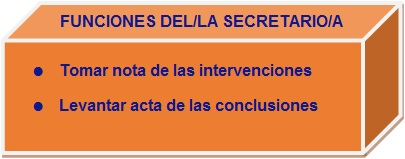 FUNCIONES DEL/LA SECRETARIO/A
● Tomar nota de las intervenciones
● Levantar acta de las conclusiones